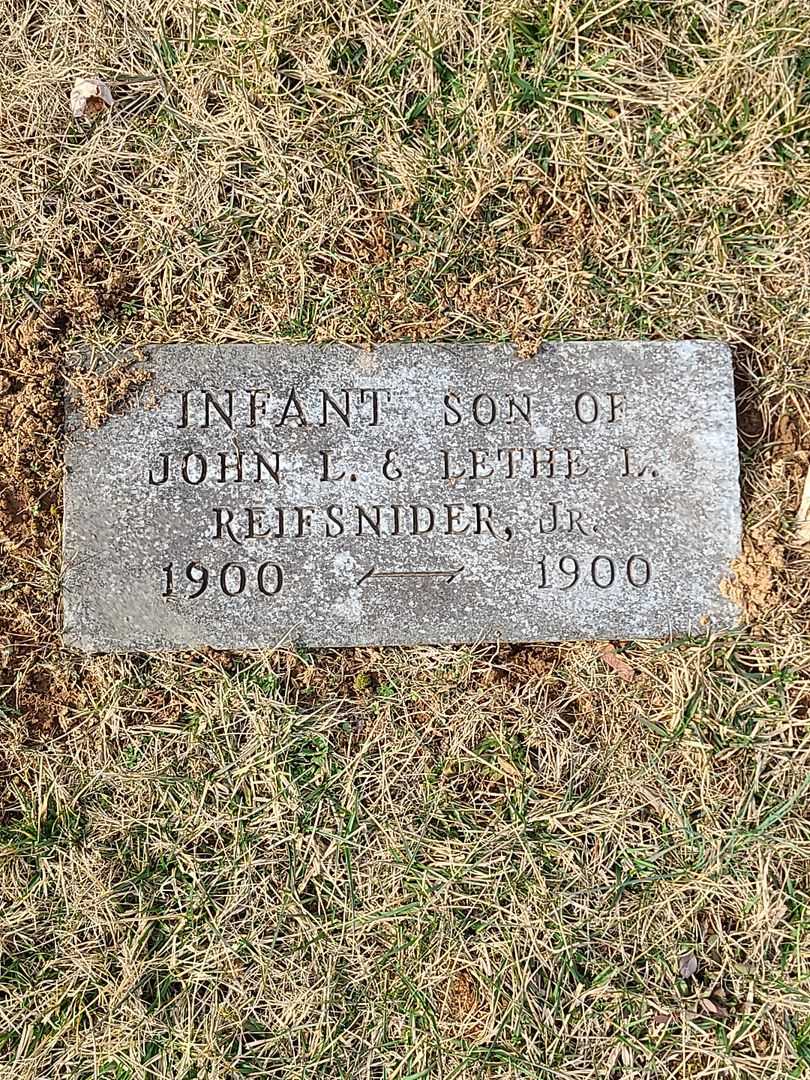 INFANT SON OF
JOHN L. & LETHE L.
REIFSNIDER, JR.
1900 — 1900